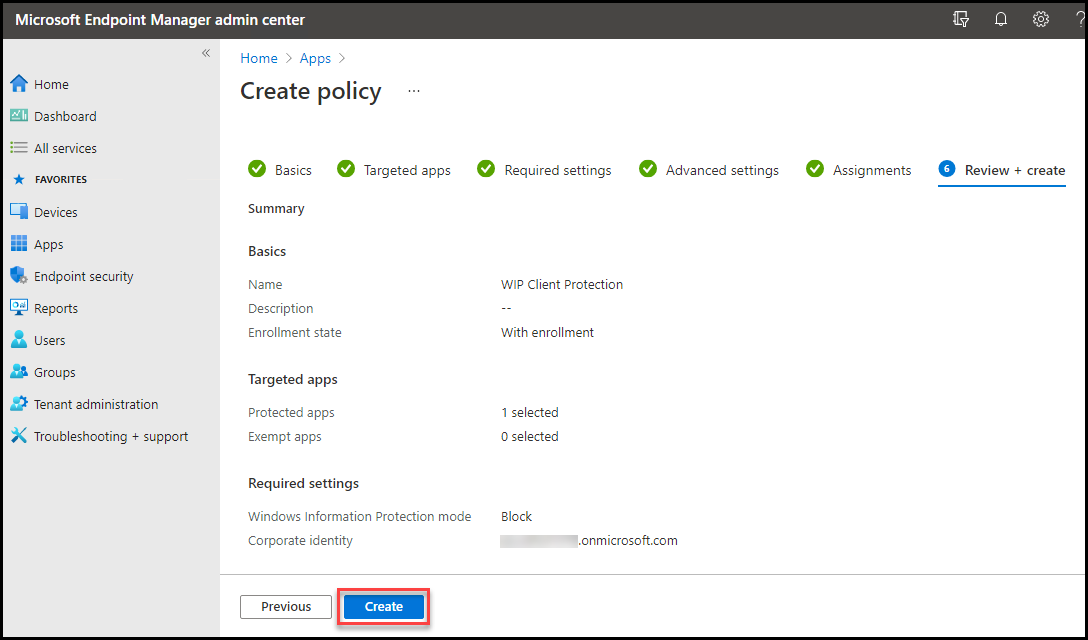 Microsoft Endpoint Manager admin center
?
«
Home
Dashboard
All services
FAVORITES
Devices
Apps
Endpoint security
Reports
Users
Groups
Tenant administration
Troubleshooting + support
Home > Apps >
Create policy ...
Basics Targeted apps Required settings Advanced settings Assignments 6 Review + create
Summary
Basics
Name WIP Client Protection
Description --
Enrollment state With enrollment
Targeted apps
Protected apps 1 selected
Exempt apps 0 selected
Required settings
Windows Information Protection mode Block
Corporate identity .onmicrosoft.com
Previous Create